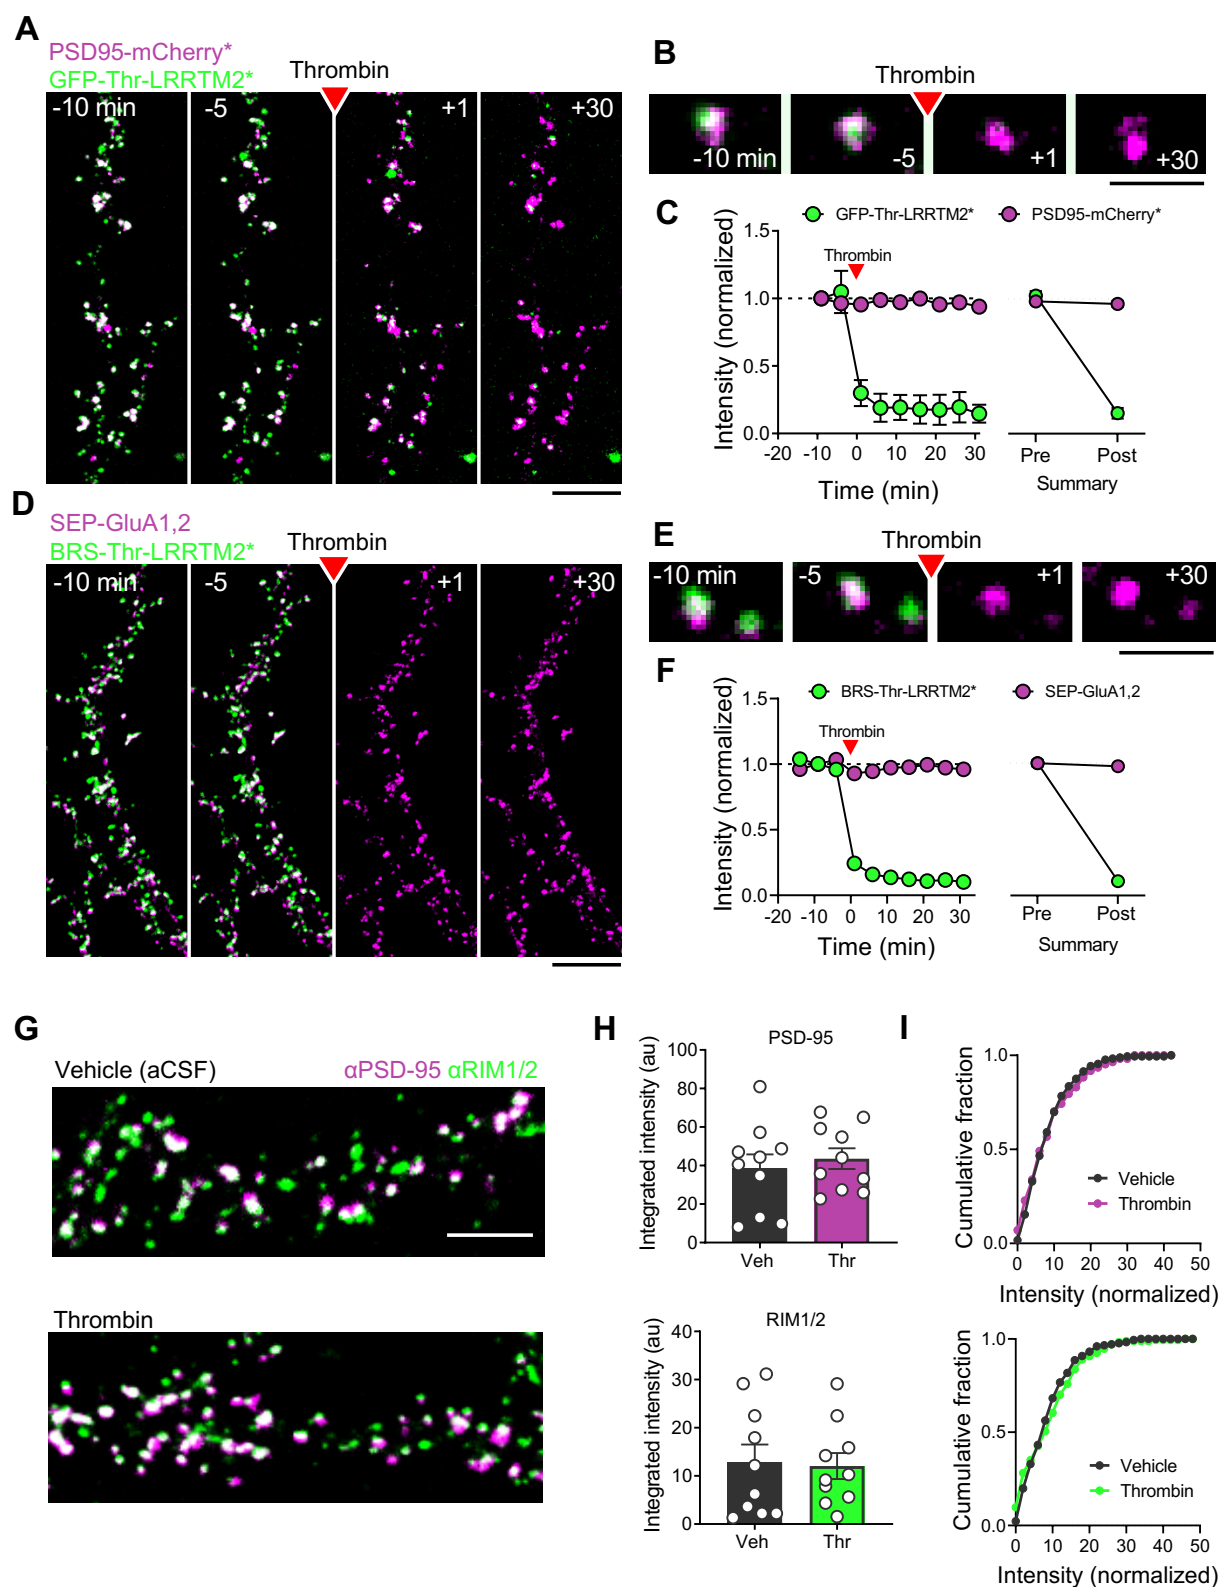 A
PSD95-mCherry*
GFP-Thr-LRRTM2*
Thrombin
-10 min
-5
+1
+30
B
Thrombin
-10 min
-5
+1
+30
C
GFP-Thr-LRRTM2*
PSD95-mCherry*
Intensity (normalized)
1.5
1.0
0.5
0.0
Thrombin
-20 -10 0 10 20 30
Time (min)
Pre Post
Summary
D
SEP-GluA1,2
BRS-Thr-LRRTM2*
Thrombin
-10 min
-5
+1
+30
E
Thrombin
-10 min
-5
+1
+30
F
BRS-Thr-LRRTM2*
SEP-GluA1,2
Intensity (normalized)
1.5
1.0
0.5
0.0
Thrombin
-20 -10 0 10 20 30
Time (min)
Pre Post
Summary
G
Vehicle (aCSF)
αPSD-95 αRIM1/2
Thrombin
H
PSD-95
Integrated intensity (au)
100
80
60
40
20
0
Veh Thr
RIM1/2
Integrated intensity (au)
40
30
20
10
0
Veh Thr
I
Cumulative fraction
1.0
0.5
0.0
Vehicle
Thrombin
0 10 20 30 40 50
Intensity (normalized)
Cumulative fraction
1.0
0.5
0.0
Vehicle
Thrombin
0 10 20 30 40 50
Intensity (normalized)